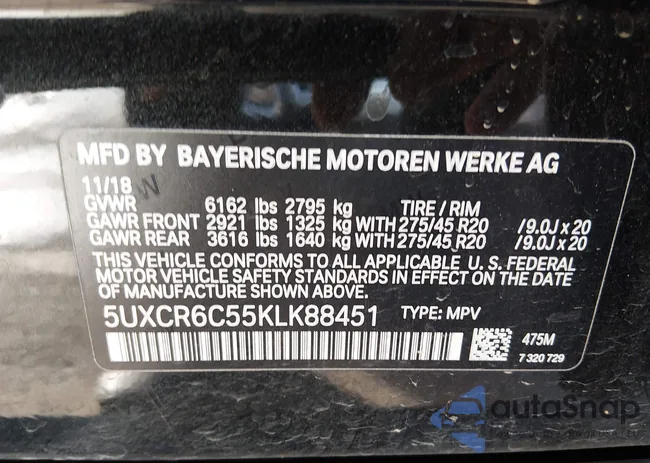 MFD BY BAYERISCHE MOTOREN WERKE AG
11/18
GVWR 6162 lbs 2795 kg TIRE / RIM
GAWR FRONT 2921 lbs 1325 kg WITH 275/45 R20 /9.0J x 20
GAWR REAR 3616 lbs 1640 kg WITH 275/45 R20 /9.0J x 20
THIS VEHICLE CONFORMS TO ALL APPLICABLE U. S. FEDERAL
MOTOR VEHICLE SAFETY STANDARDS IN EFFECT ON THE DATE
OF MANUFACTURE SHOWN ABOVE.
5UXCR6C55KLK88451 TYPE: MPV
475M
7 320 729
autaSnap